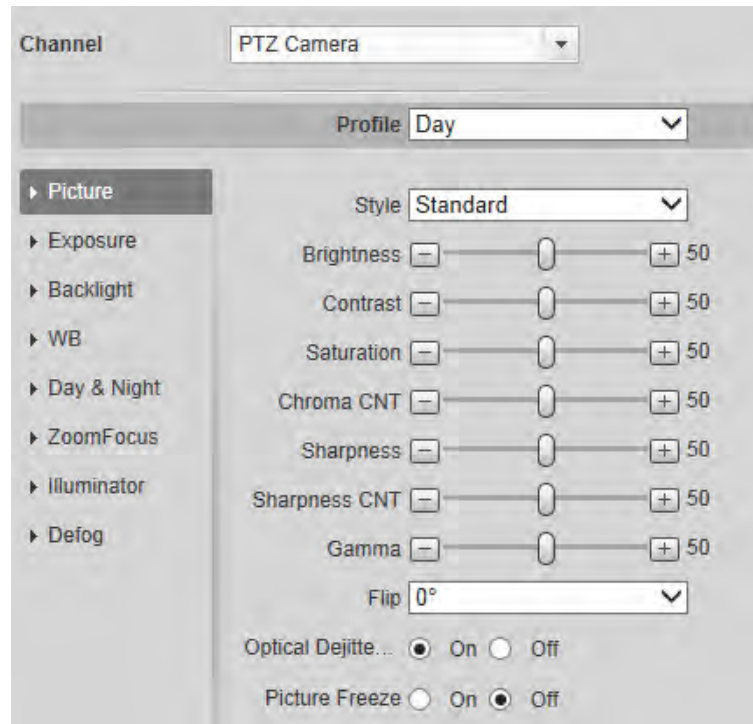 Channel PTZ Camera
Profile Day
Picture
Exposure
Backlight
WB
Day & Night
ZoomFocus
Illuminator
Defog
Style Standard
Brightness 50
Contrast 50
Saturation 50
Chroma CNT 50
Sharpness 50
Sharpness CNT 50
Gamma 50
Flip 0°
Optical Dejitte... On Off
Picture Freeze On Off